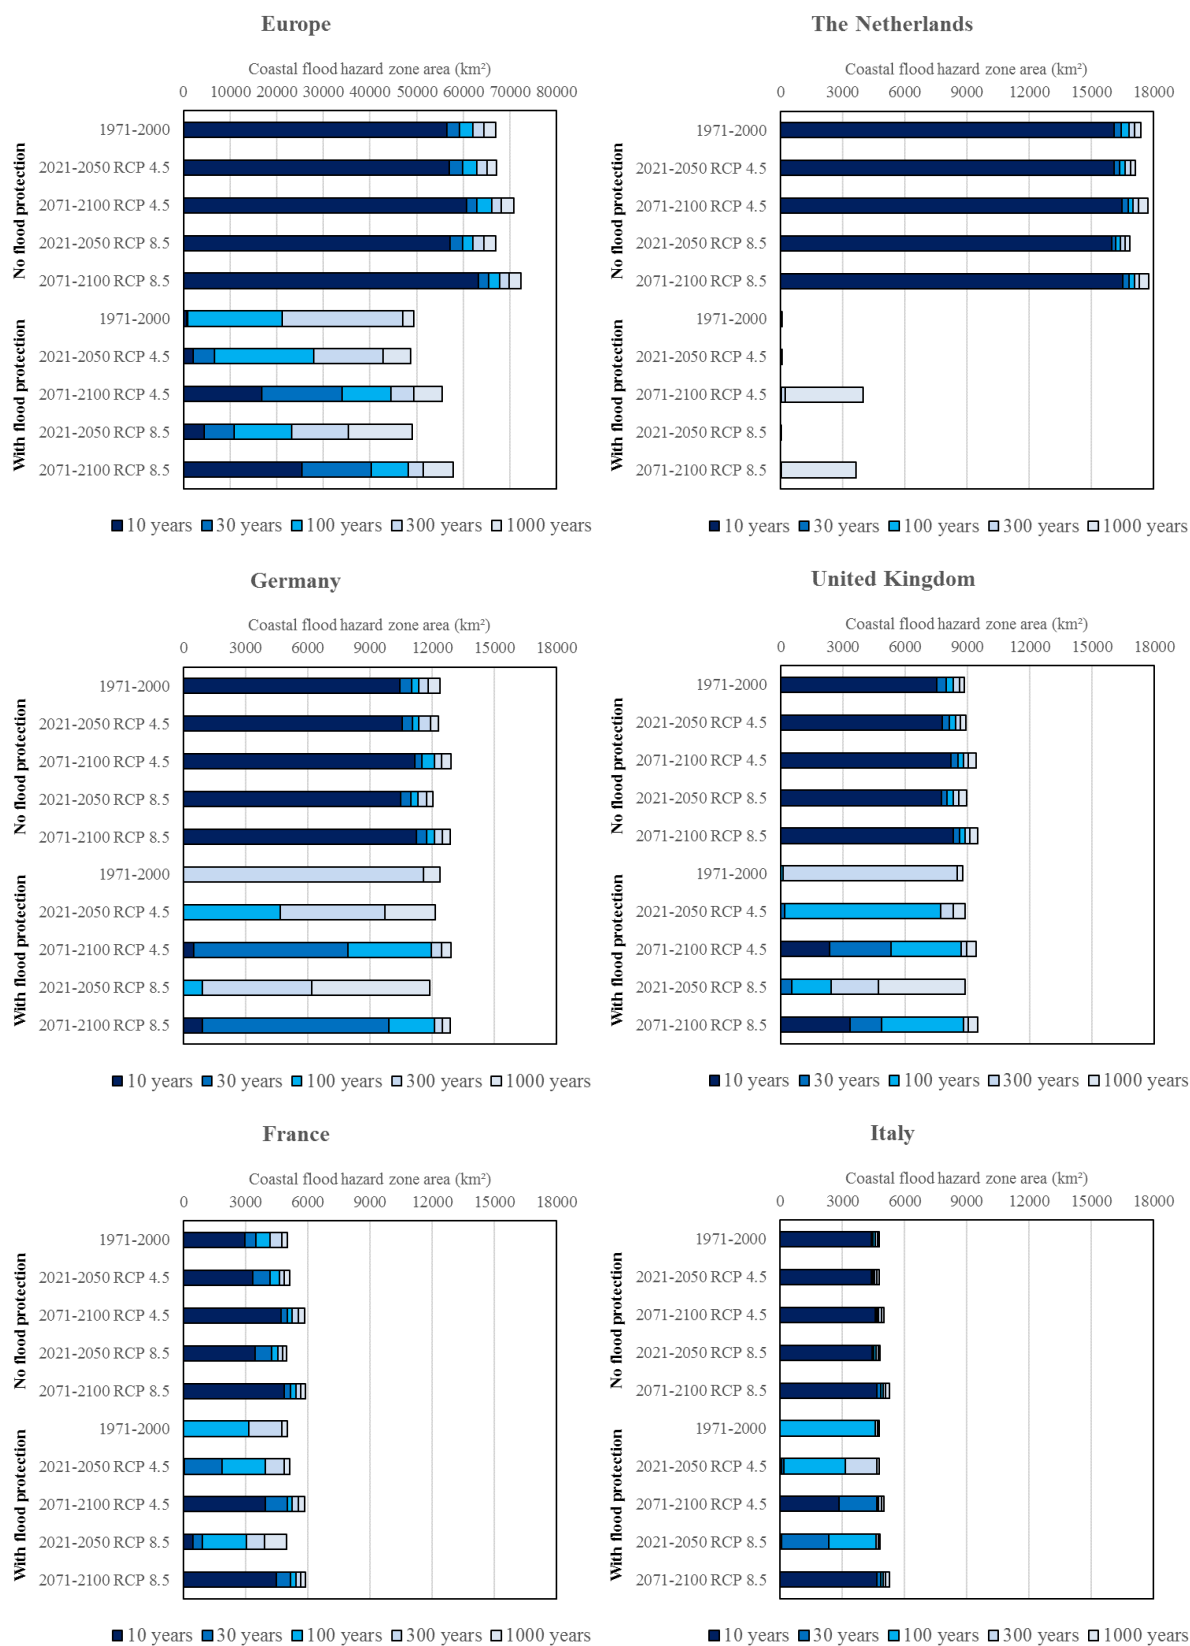 Europe
Coastal flood hazard zone area (km²)
0 10000 20000 30000 40000 50000 60000 70000 80000
No flood protection
1971-2000
2021-2050 RCP 4.5
2071-2100 RCP 4.5
2021-2050 RCP 8.5
2071-2100 RCP 8.5
With flood protection
1971-2000
2021-2050 RCP 4.5
2071-2100 RCP 4.5
2021-2050 RCP 8.5
2071-2100 RCP 8.5
10 years 30 years 100 years 300 years 1000 years
The Netherlands
Coastal flood hazard zone area (km²)
0 3000 6000 9000 12000 15000 18000
No flood protection
1971-2000
2021-2050 RCP 4.5
2071-2100 RCP 4.5
2021-2050 RCP 8.5
2071-2100 RCP 8.5
With flood protection
1971-2000
2021-2050 RCP 4.5
2071-2100 RCP 4.5
2021-2050 RCP 8.5
2071-2100 RCP 8.5
10 years 30 years 100 years 300 years 1000 years
Germany
Coastal flood hazard zone area (km²)
0 3000 6000 9000 12000 15000 18000
No flood protection
1971-2000
2021-2050 RCP 4.5
2071-2100 RCP 4.5
2021-2050 RCP 8.5
2071-2100 RCP 8.5
With flood protection
1971-2000
2021-2050 RCP 4.5
2071-2100 RCP 4.5
2021-2050 RCP 8.5
2071-2100 RCP 8.5
10 years 30 years 100 years 300 years 1000 years
United Kingdom
Coastal flood hazard zone area (km²)
0 3000 6000 9000 12000 15000 18000
No flood protection
1971-2000
2021-2050 RCP 4.5
2071-2100 RCP 4.5
2021-2050 RCP 8.5
2071-2100 RCP 8.5
With flood protection
1971-2000
2021-2050 RCP 4.5
2071-2100 RCP 4.5
2021-2050 RCP 8.5
2071-2100 RCP 8.5
10 years 30 years 100 years 300 years 1000 years
France
Coastal flood hazard zone area (km²)
0 3000 6000 9000 12000 15000 18000
No flood protection
1971-2000
2021-2050 RCP 4.5
2071-2100 RCP 4.5
2021-2050 RCP 8.5
2071-2100 RCP 8.5
With flood protection
1971-2000
2021-2050 RCP 4.5
2071-2100 RCP 4.5
2021-2050 RCP 8.5
2071-2100 RCP 8.5
10 years 30 years 100 years 300 years 1000 years
Italy
Coastal flood hazard zone area (km²)
0 3000 6000 9000 12000 15000 18000
No flood protection
1971-2000
2021-2050 RCP 4.5
2071-2100 RCP 4.5
2021-2050 RCP 8.5
2071-2100 RCP 8.5
With flood protection
1971-2000
2021-2050 RCP 4.5
2071-2100 RCP 4.5
2021-2050 RCP 8.5
2071-2100 RCP 8.5
10 years 30 years 100 years 300 years 1000 years